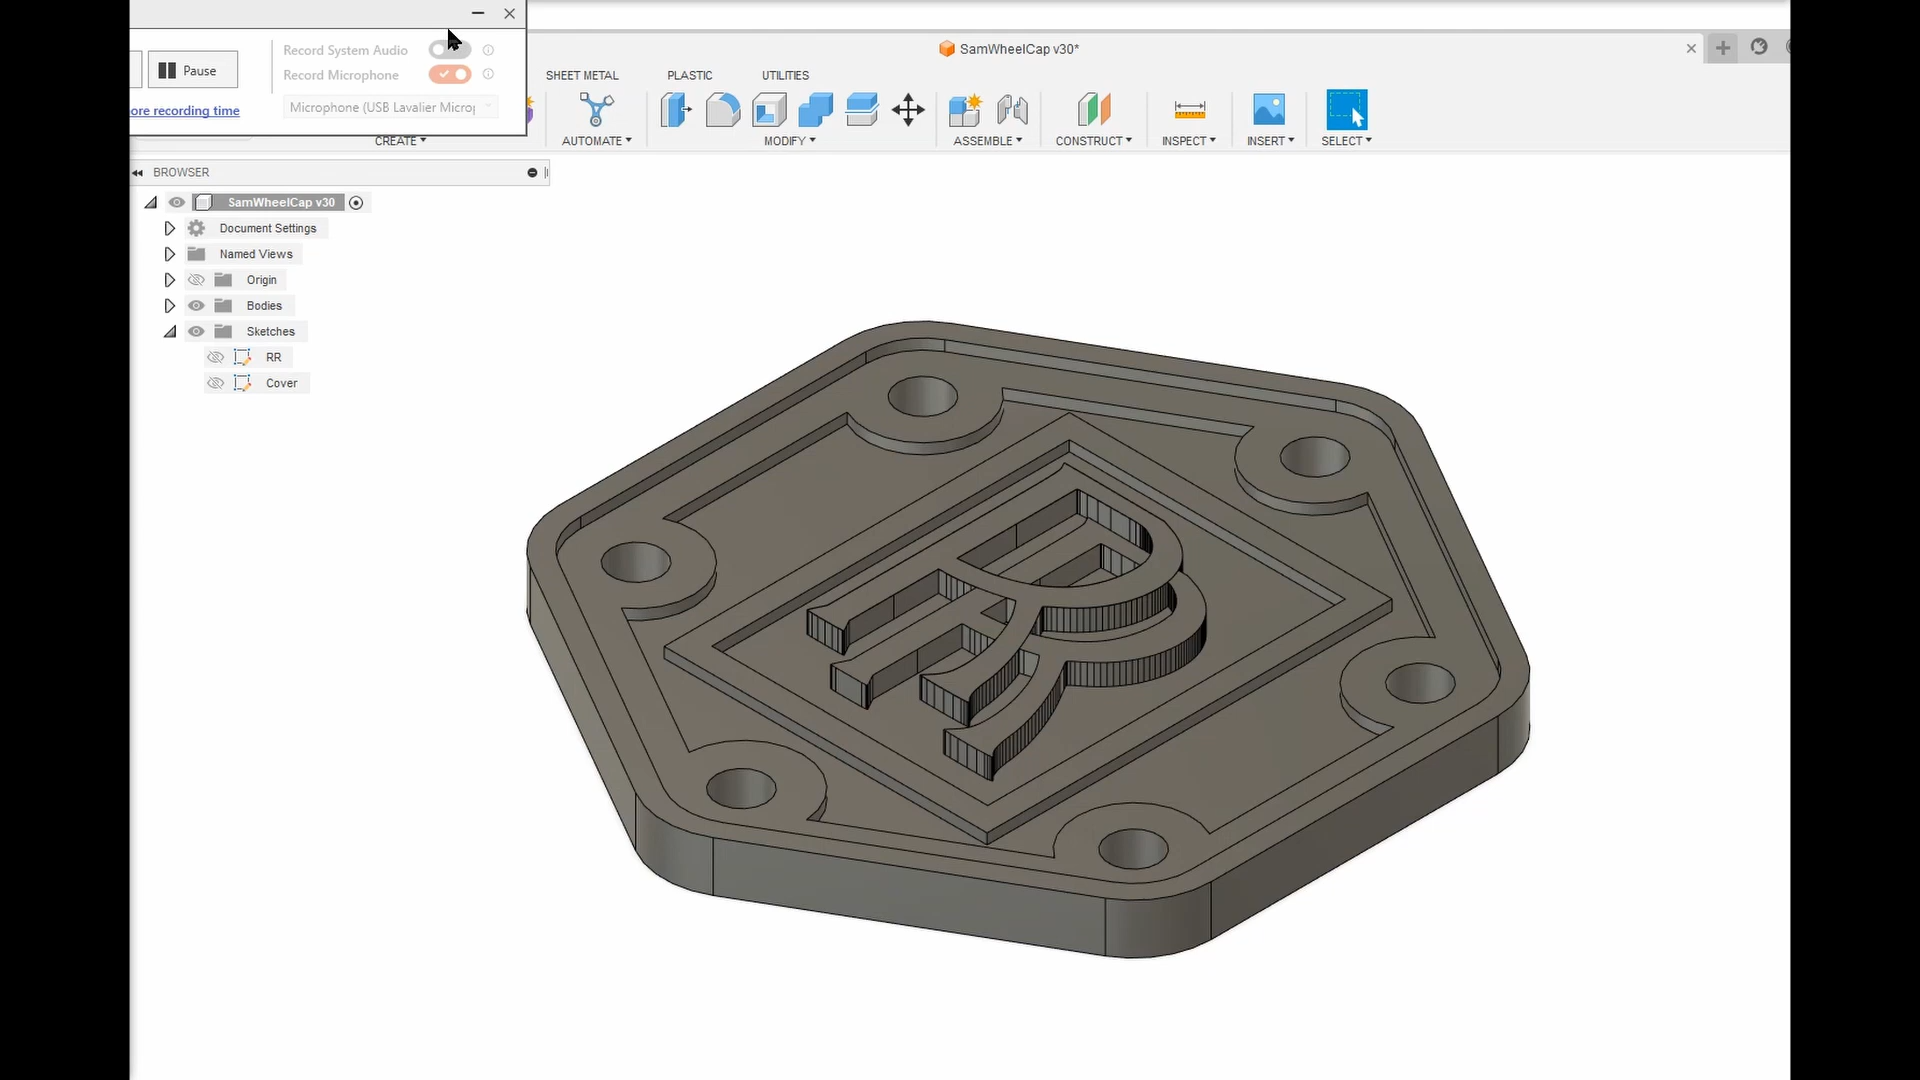 Record System Audio
Pause
Record Microphone
ore recording time
Microphone (USB Lavalier Microp
SamWheelCap v30*
SHEET METAL PLASTIC UTILITIES
CREATE AUTOMATE MODIFY ASSEMBLE CONSTRUCT INSPECT INSERT SELECT
BROWSER
SamWheelCap v30
Document Settings
Named Views
Origin
Bodies
Sketches
RR
Cover
RR